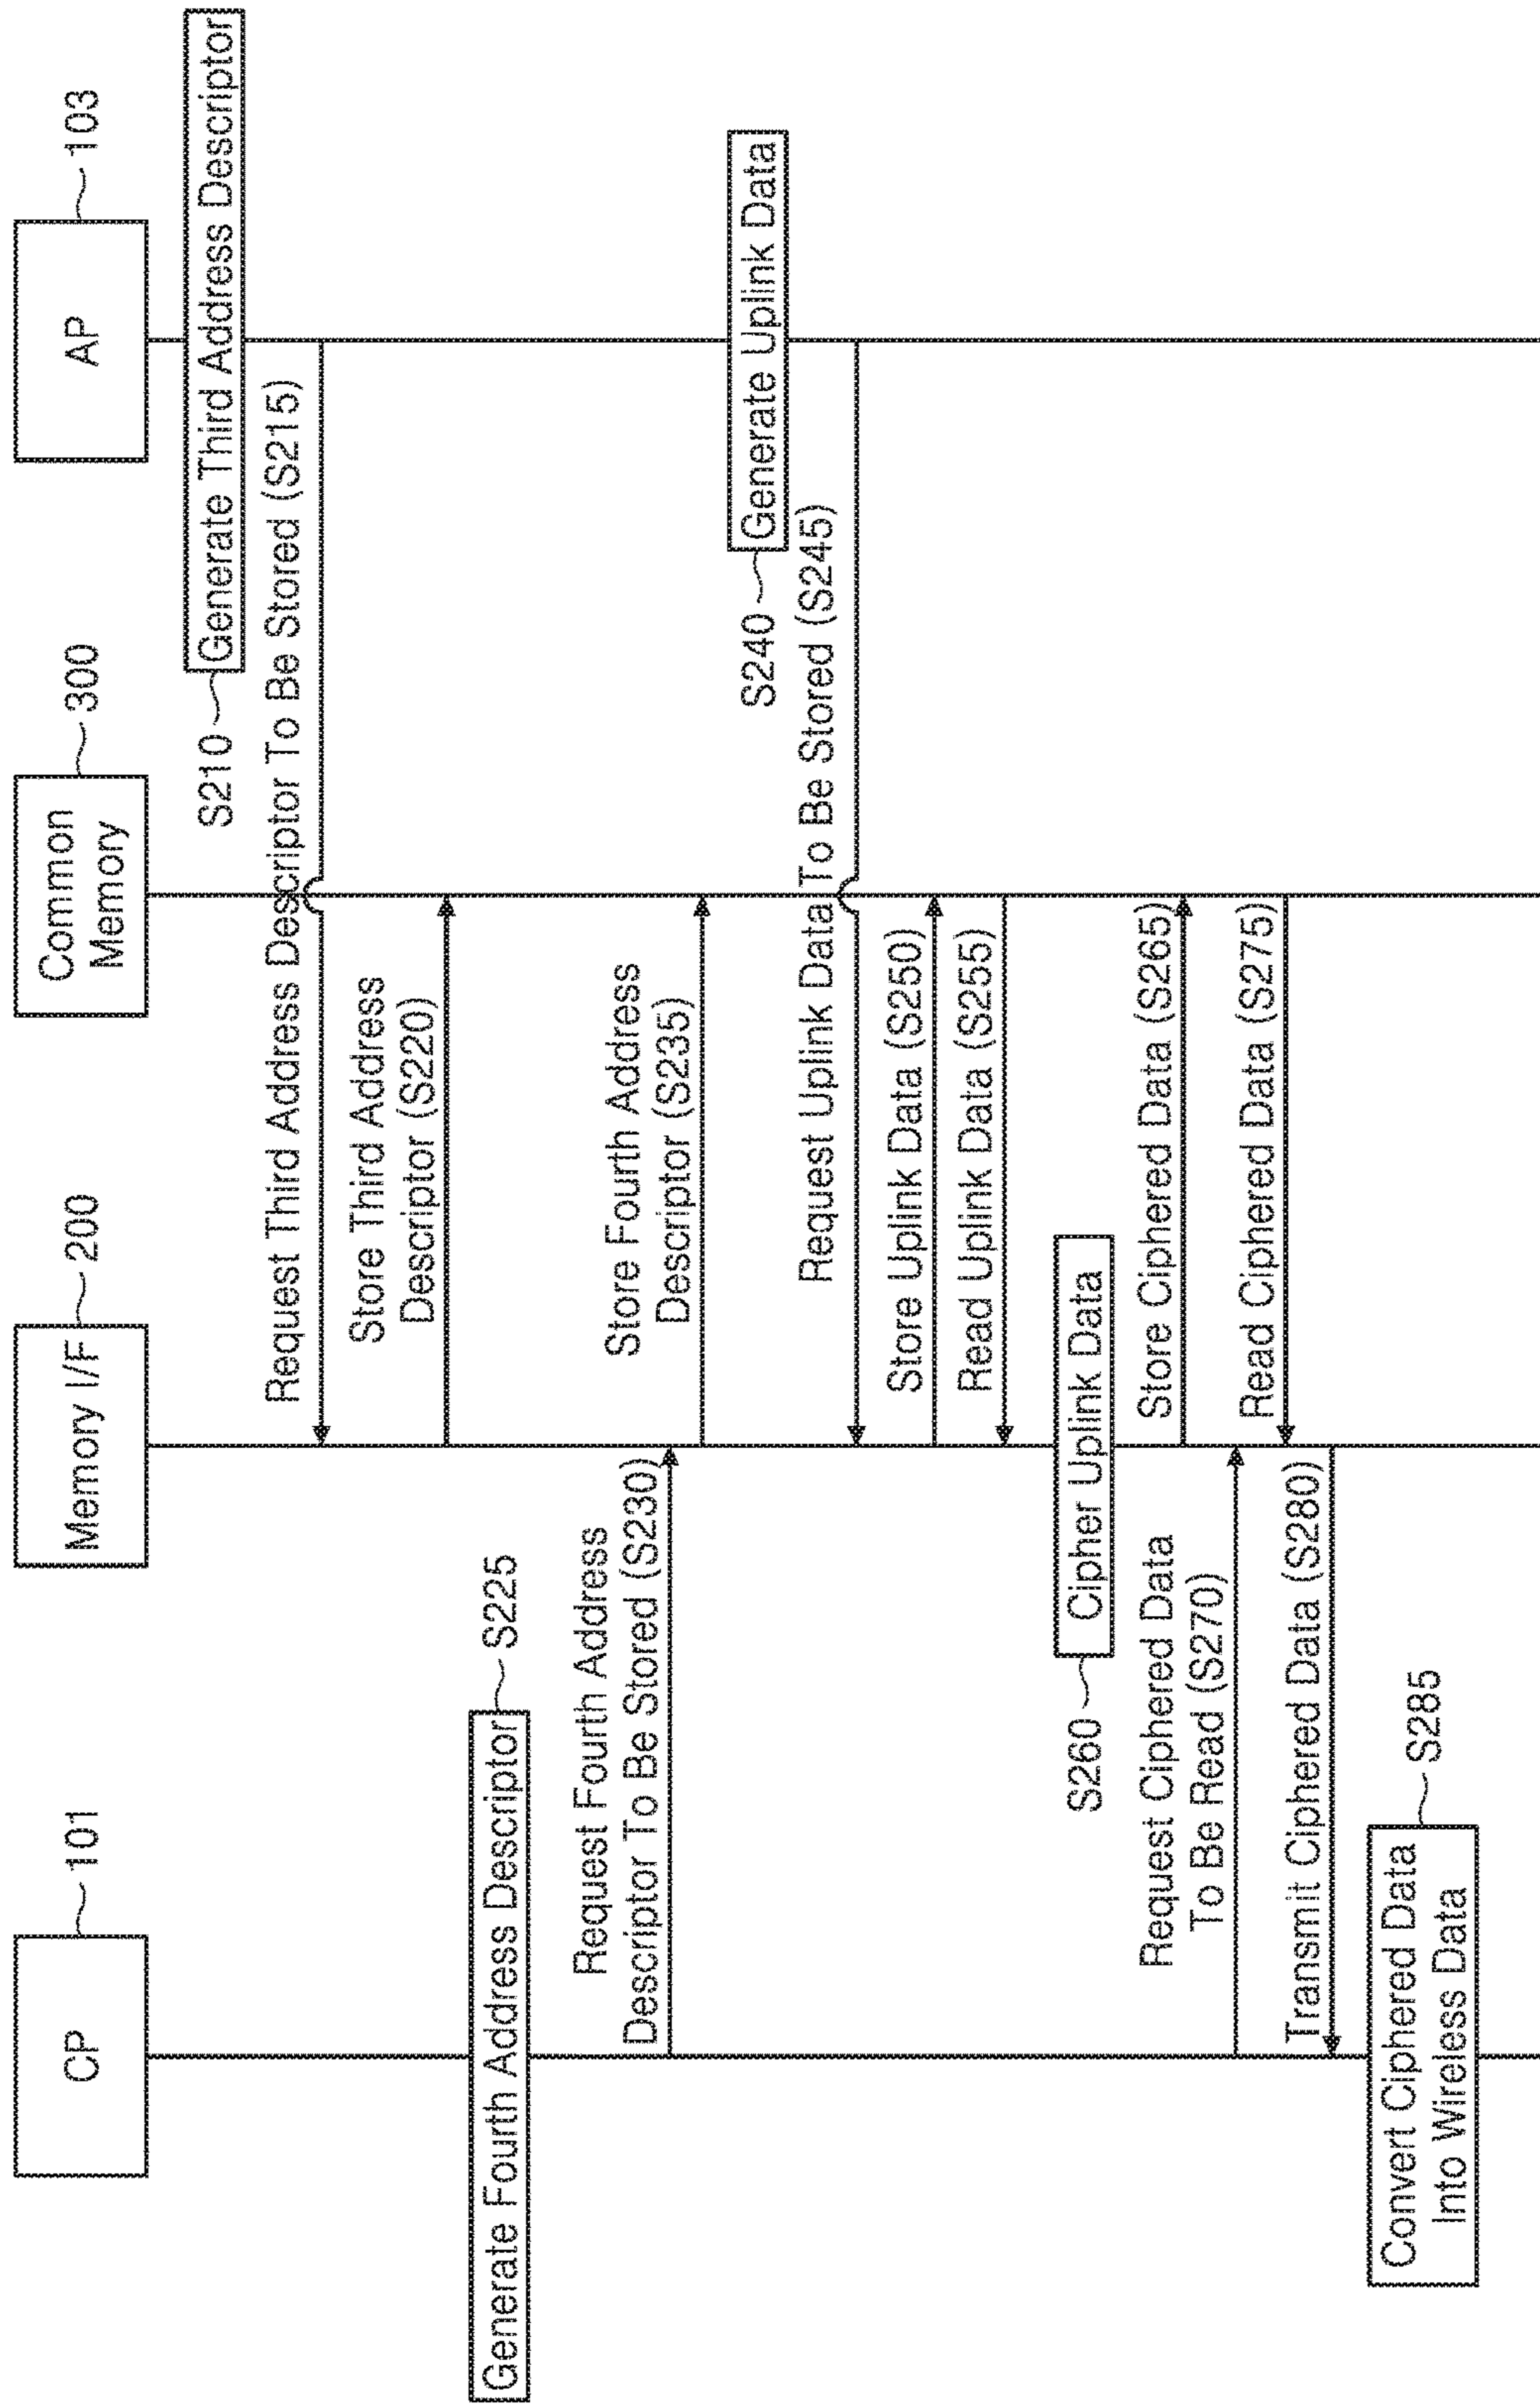 CP
101
Memory I/F
200
Common
Memory
300
AP
103
S210
Generate Third Address Descriptor
Request Third Address Descriptor To Be Stored (S215)
Store Third Address
Descriptor (S220)
Generate Fourth Address Descriptor
S225
Request Fourth Address
Descriptor To Be Stored (S230)
Store Fourth Address
Descriptor (S235)
S240
Generate Uplink Data
Request Uplink Data To Be Stored (S245)
Store Uplink Data (S250)
Read Uplink Data (S255)
S260
Cipher Uplink Data
Store Ciphered Data (S265)
Request Ciphered Data
To Be Read (S270)
Read Ciphered Data (S275)
Transmit Ciphered Data (S280)
Convert Ciphered Data
Into Wireless Data
S285